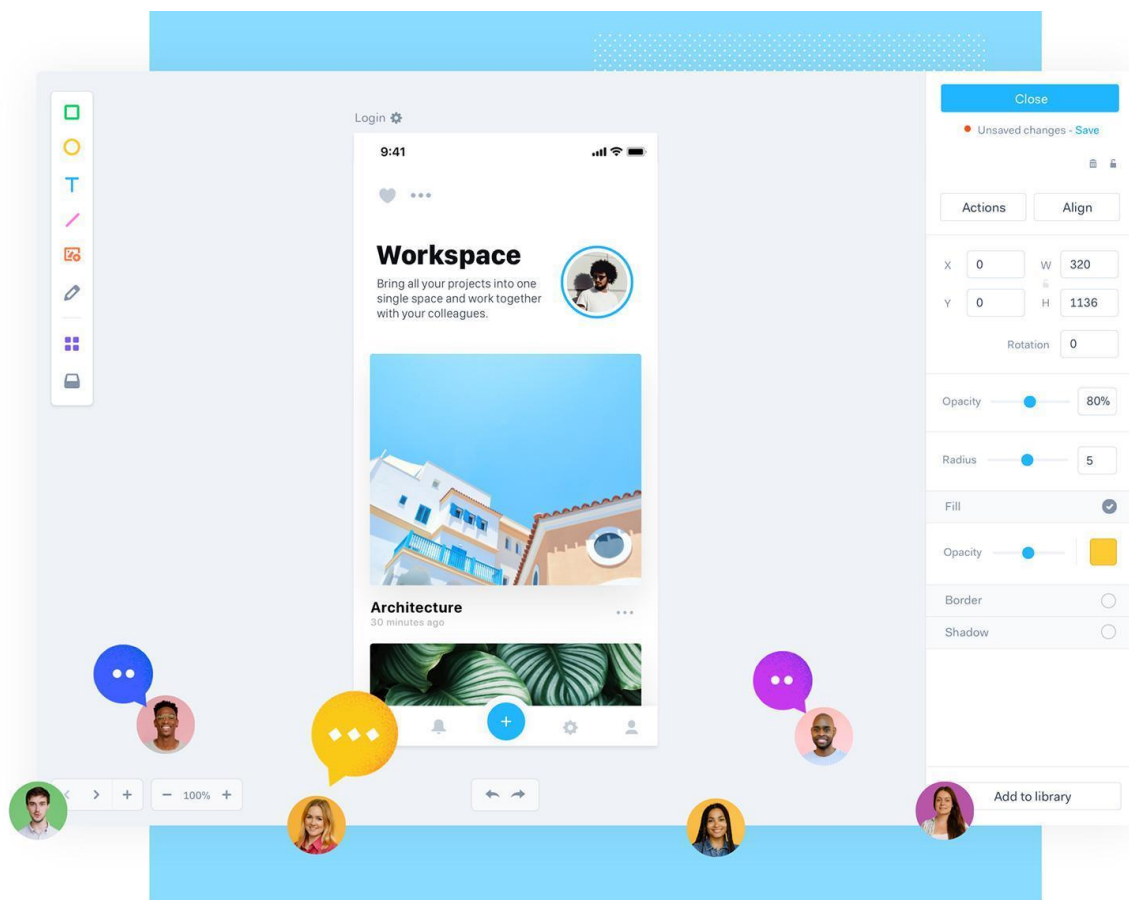 Login
9:41
Workspace
Bring all your projects into one
single space and work together
with your colleagues.
Architecture
30 minutes ago
100%
Close
Unsaved changes - Save
Actions
Align
X 0 W 320
Y 0 H 1136
Rotation 0
Opacity 80%
Radius 5
Fill
Opacity
Border
Shadow
Add to library